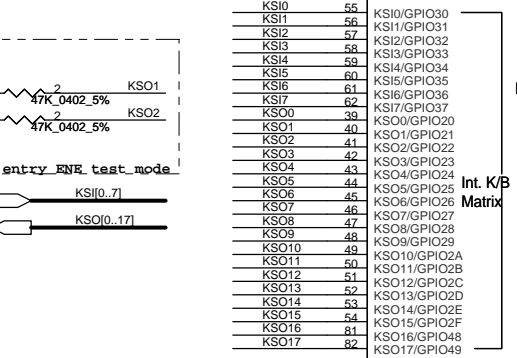 2 KSO1
47K_0402_5%
2 KSO2
47K_0402_5%
entry ENE test mode
KSI[0..7]
KSO[0..17]
KSI0 55 KSI0/GPIO30
KSI1 56 KSI1/GPIO31
KSI2 57 KSI2/GPIO32
KSI3 58 KSI3/GPIO33
KSI4 59 KSI4/GPIO34
KSI5 60 KSI5/GPIO35
KSI6 61 KSI6/GPIO36
KSI7 62 KSI7/GPIO37
KSO0 39 KSO0/GPIO20
KSO1 40 KSO1/GPIO21
KSO2 41 KSO2/GPIO22
KSO3 42 KSO3/GPIO23
KSO4 43 KSO4/GPIO24
KSO5 44 KSO5/GPIO25
KSO6 45 KSO6/GPIO26
KSO7 46 KSO7/GPIO27
KSO8 47 KSO8/GPIO28
KSO9 48 KSO9/GPIO29
KSO10 49 KSO10/GPIO2A
KSO11 50 KSO11/GPIO2B
KSO12 51 KSO12/GPIO2C
KSO13 52 KSO13/GPIO2D
KSO14 53 KSO14/GPIO2E
KSO15 54 KSO15/GPIO2F
KSO16 81 KSO16/GPIO48
KSO17 82 KSO17/GPIO49
Int. K/B
Matrix